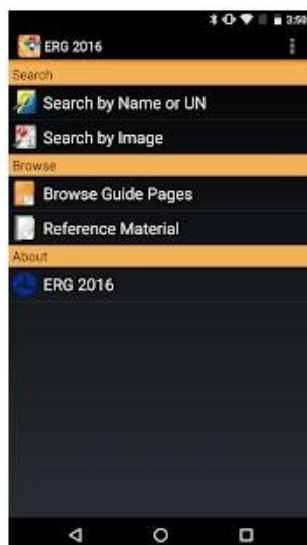 3:50
ERG 2016
Search
Search by Name or UN
Search by Image
Browse
Browse Guide Pages
Reference Material
About
ERG 2016